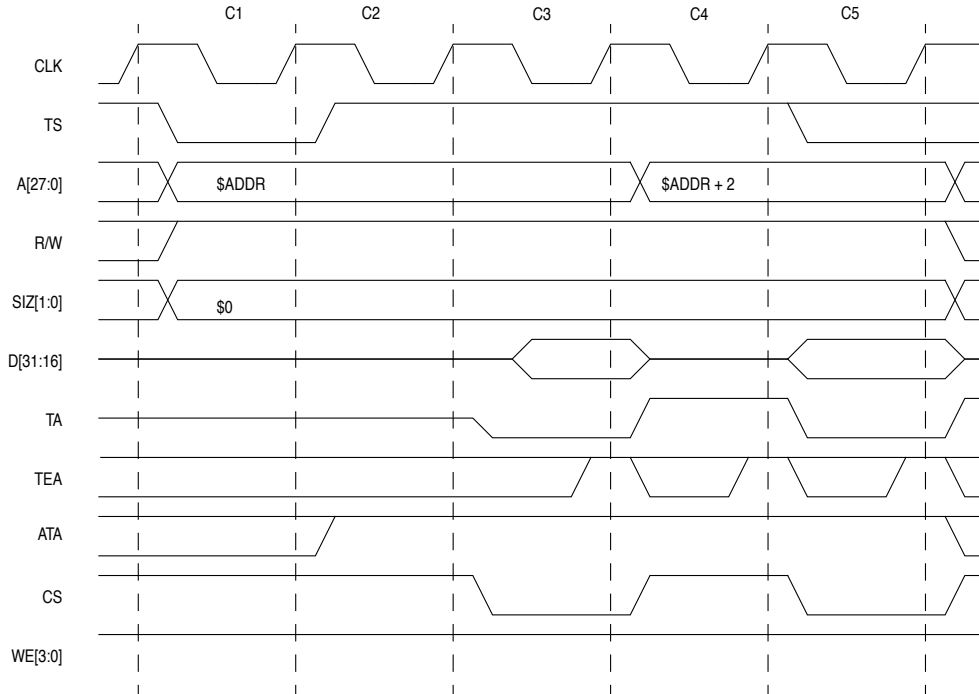 C1 C2 C3 C4 C5
CLK
TS
A[27:0] $ADDR $ADDR + 2
R/W
SIZ[1:0] $0
D[31:16]
TA
TEA
ATA
CS
WE[3:0]